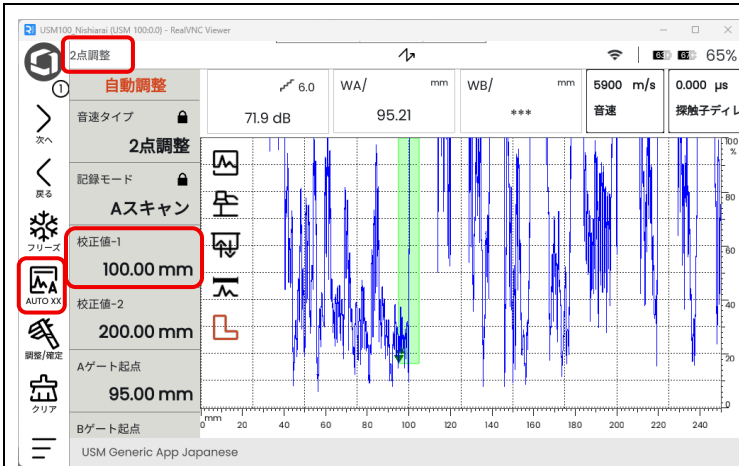 USM100_Nishiarai (USM 100:0.0) - RealVNC Viewer
2点調整
63 67 65%
1
自動調整
6.0
71.9 dB
WA/ mm
95.21
WB/ mm
***
5900 m/s
音速
0.000 µs
探触子ディレ
次へ
戻る
フリーズ
AUTO XX
調整/確定
クリア
音速タイプ
2点調整
記録モード
Aスキャン
校正値-1
100.00 mm
校正値-2
200.00 mm
Aゲート起点
95.00 mm
Bゲート起点
100
%
80
60
40
20
0
mm
0 20 40 60 80 100 120 140 160 180 200 220 240
USM Generic App Japanese